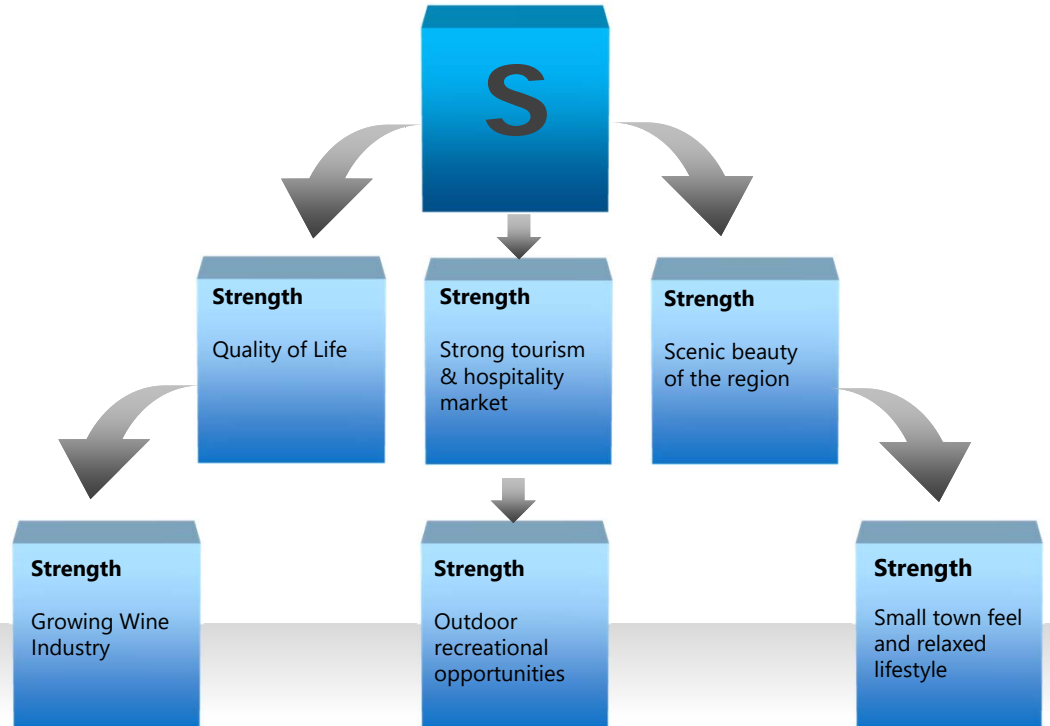 S
Strength
Quality of Life
Strength
Strong tourism
& hospitality
market
Strength
Scenic beauty
of the region
Strength
Growing Wine
Industry
Strength
Outdoor
recreational
opportunities
Strength
Small town feel
and relaxed
lifestyle